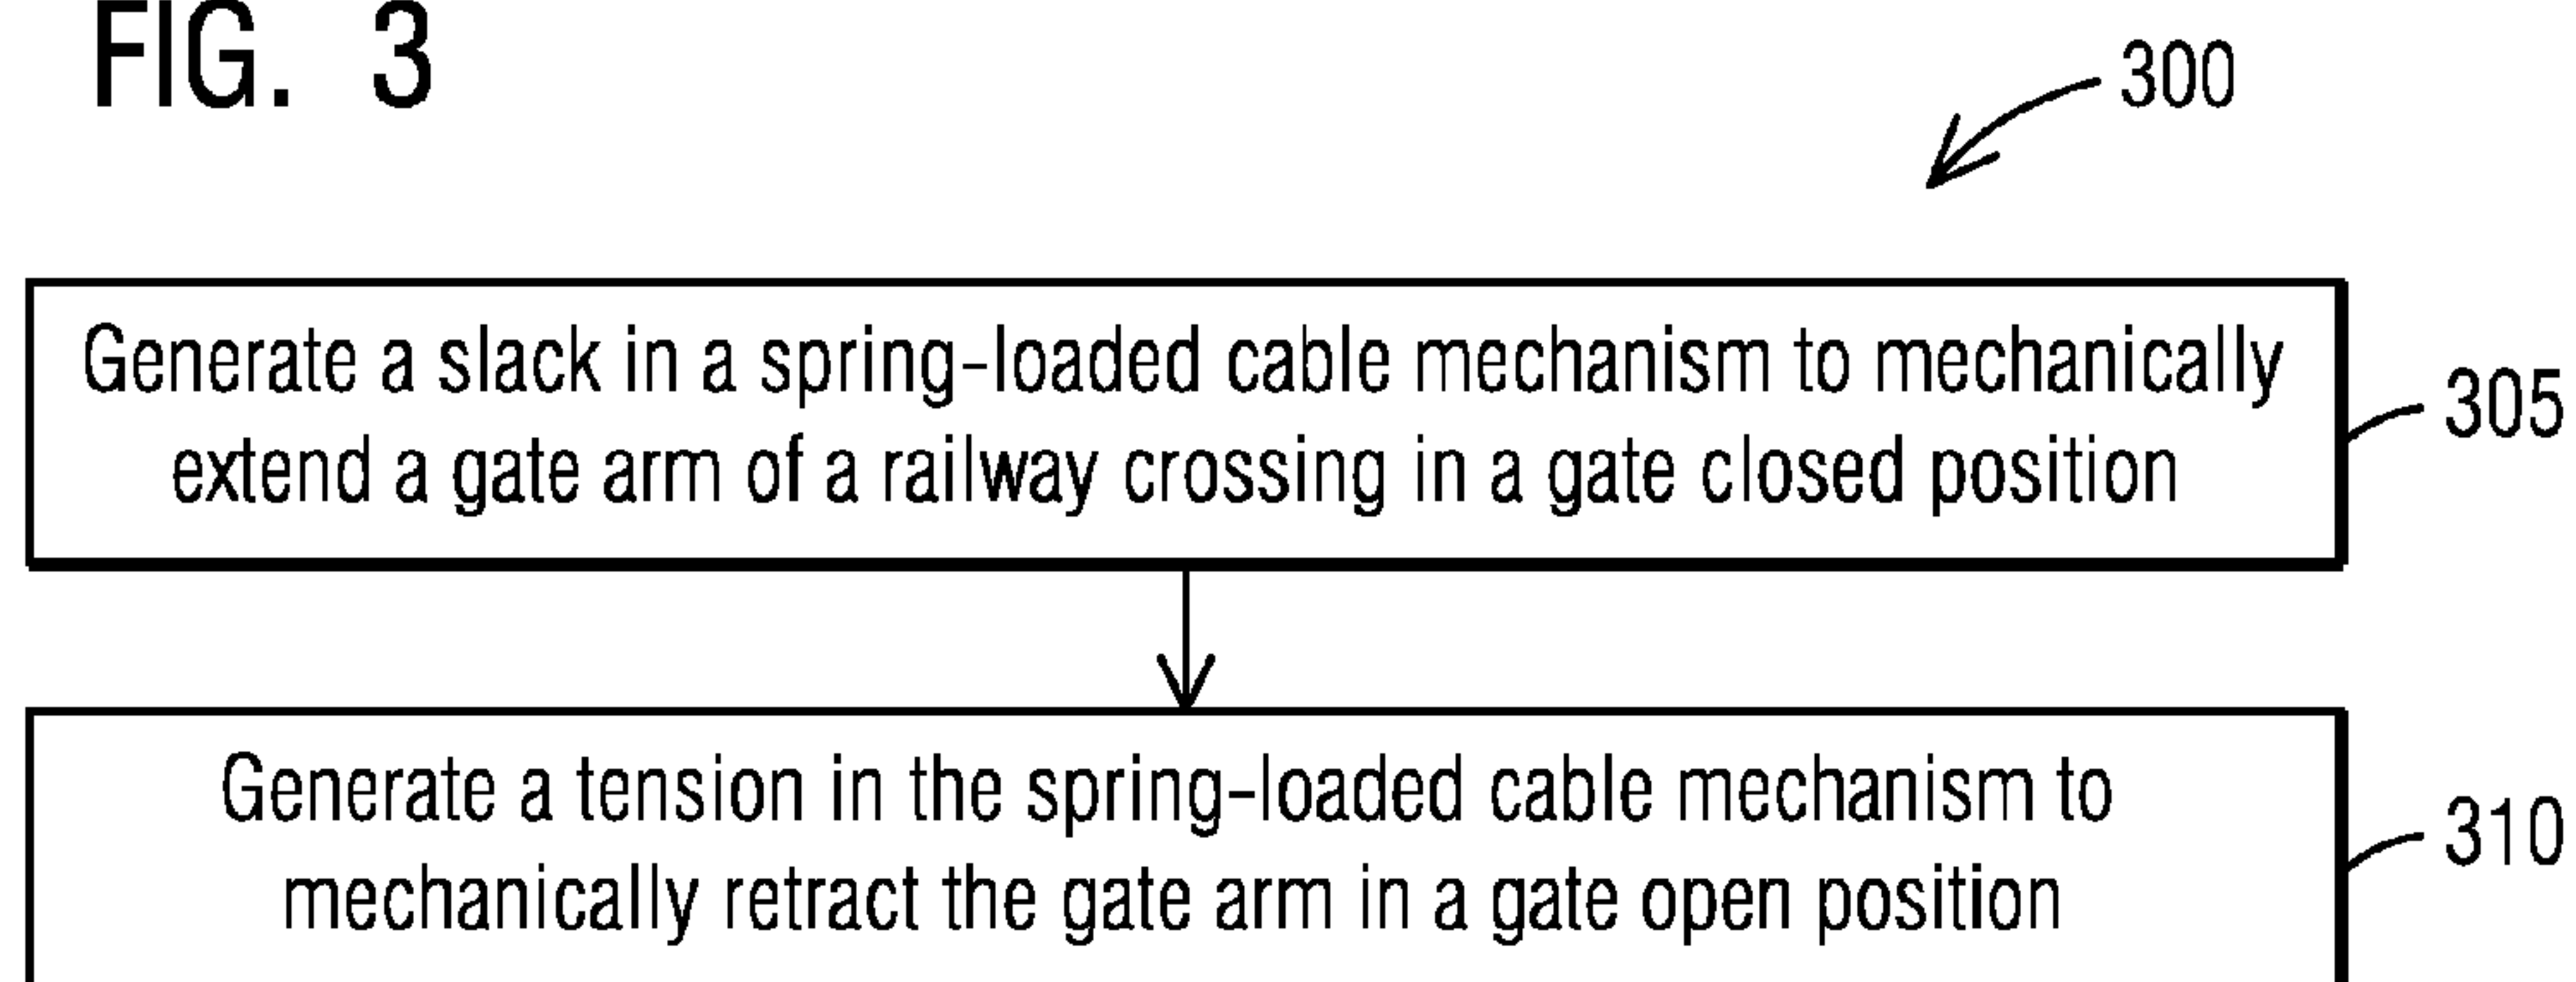 FIG. 3
300
Generate a slack in a spring-loaded cable mechanism to mechanically
extend a gate arm of a railway crossing in a gate closed position
305
Generate a tension in the spring-loaded cable mechanism to
mechanically retract the gate arm in a gate open position
310